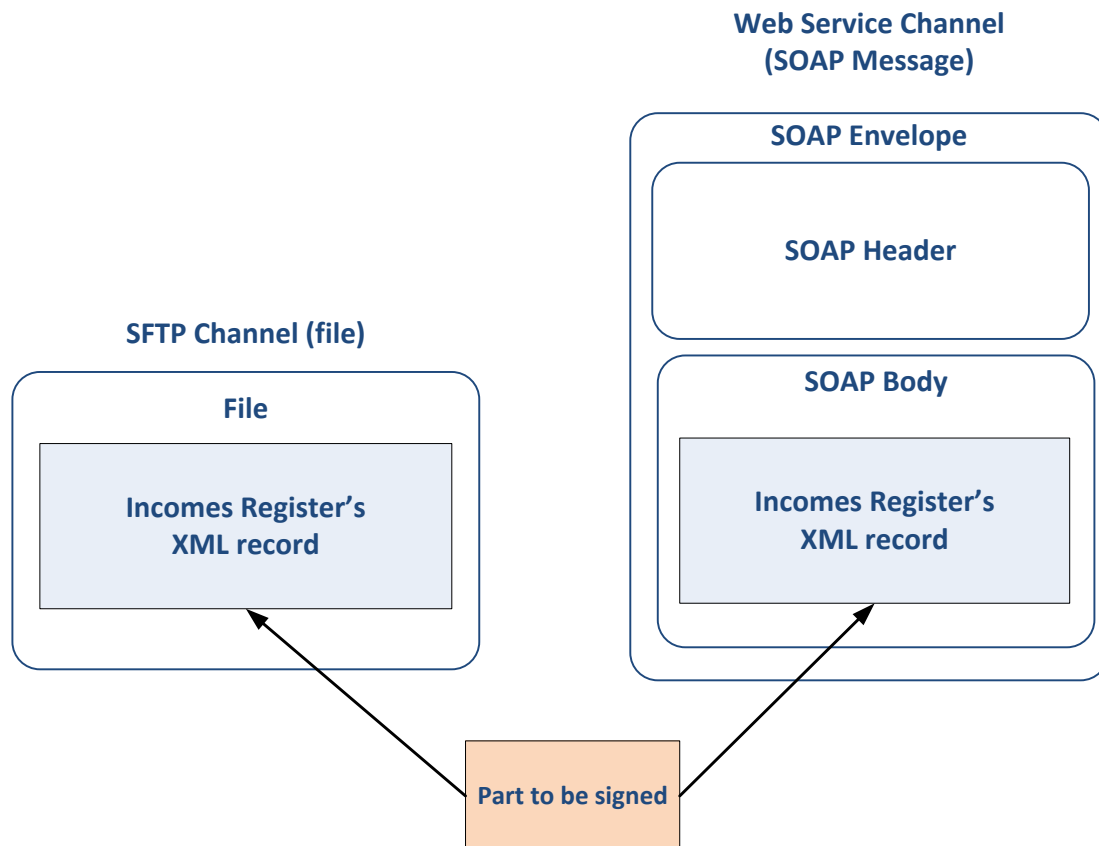 Web Service Channel
(SOAP Message)
SOAP Envelope
SOAP Header
SFTP Channel (file)
File
Incomes Register’s
XML record
SOAP Body
Incomes Register’s
XML record
Part to be signed